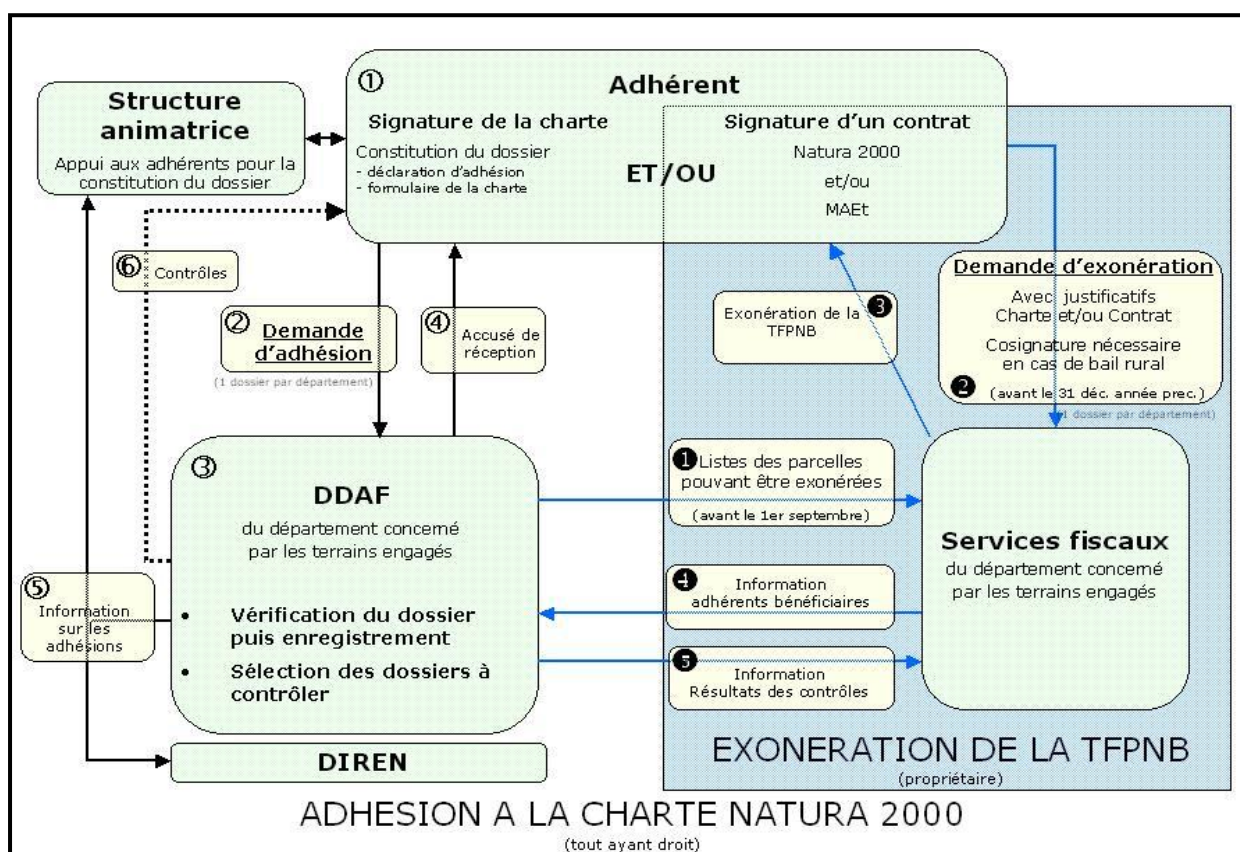 ①
Adhérent
Structure
animatrice
Appui aux adhérents pour la
constitution du dossier
Signature de la charte
Constitution du dossier
- déclaration d'adhésion
- formulaire de la charte
ET/OU
Signature d'un contrat
Natura 2000
et/ou
MAEt
⑥ Contrôles
② Demande
d'adhésion
(1 dossier par département)
④ Accusé de
réception
Exonération de la
TFPNB
❸
Demande d'exonération
Avec justificatifs
Charte et/ou Contrat
Cosignature nécessaire
en cas de bail rural
❷ (avant le 31 déc. année prec.)
(1 dossier par département)
③
DDAF
du département concerné
par les terrains engagés
• Vérification du dossier
puis enregistrement
• Sélection des dossiers à
contrôler
❶ Listes des parcelles
pouvant être exonérées
(avant le 1er septembre)
Services fiscaux
du département concerné
par les terrains engagés
❹ Information
adhérents bénéficiaires
⑤
Information
sur les
adhésions
❺ Information
Résultats des contrôles
DIREN
EXONERATION DE LA TFPNB
(propriétaire)
ADHESION A LA CHARTE NATURA 2000
(tout ayant droit)